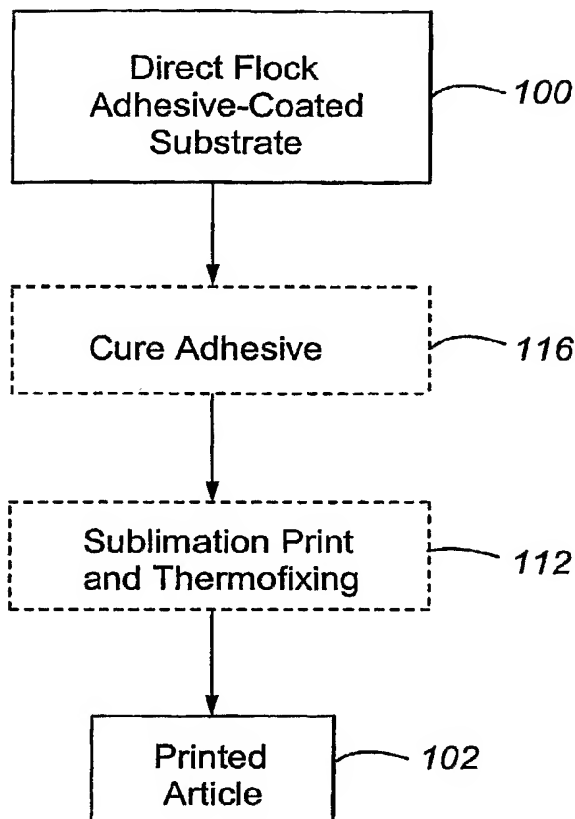 Direct Flock
Adhesive-Coated
Substrate
100
Cure Adhesive
116
Sublimation Print
and Thermofixing
112
Printed
Article
102